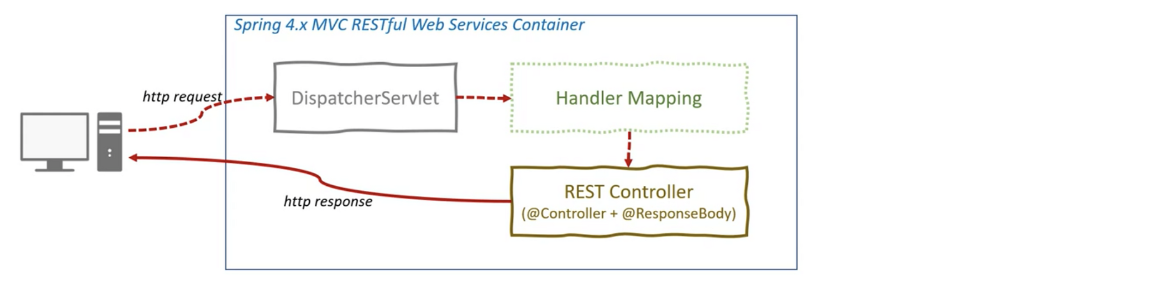 Spring 4.x MVC RESTful Web Services Container
http request
DispatcherServlet
Handler Mapping
REST Controller
(@Controller + @ResponseBody)
http response